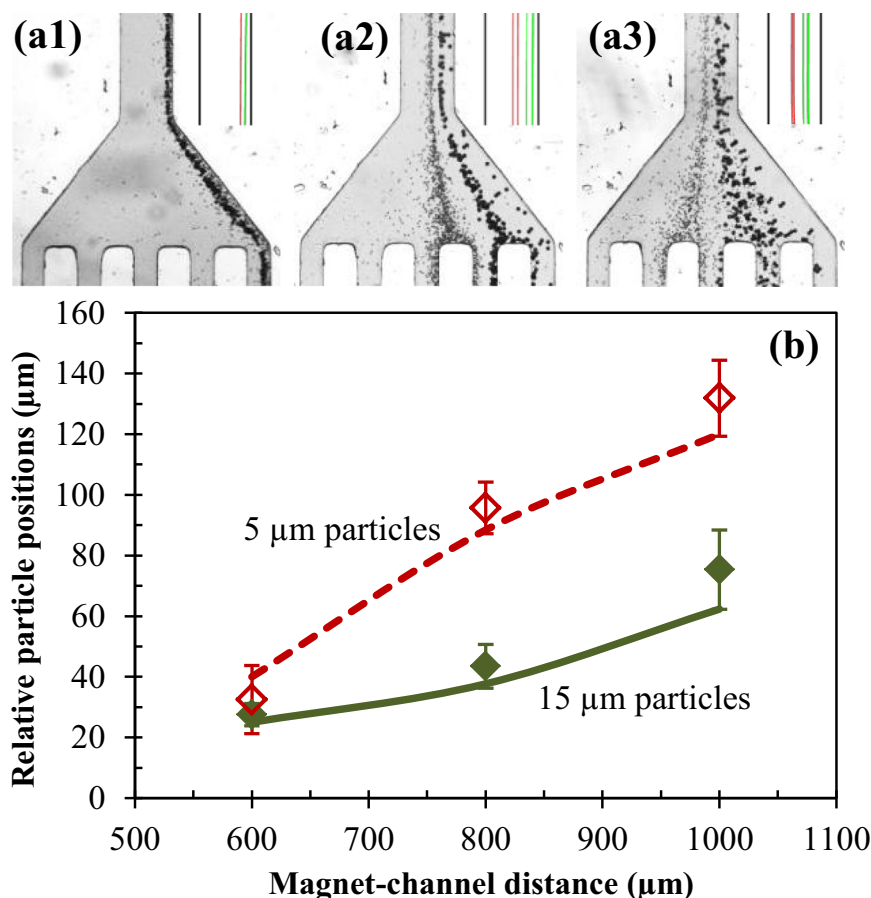 (a1)
(a2)
(a3)
(b)
160
140
120
100
80
60
40
20
0
Relative particle positions (µm)
5 µm particles
15 µm particles
500
600
700
800
900
1000
1100
Magnet-channel distance (µm)